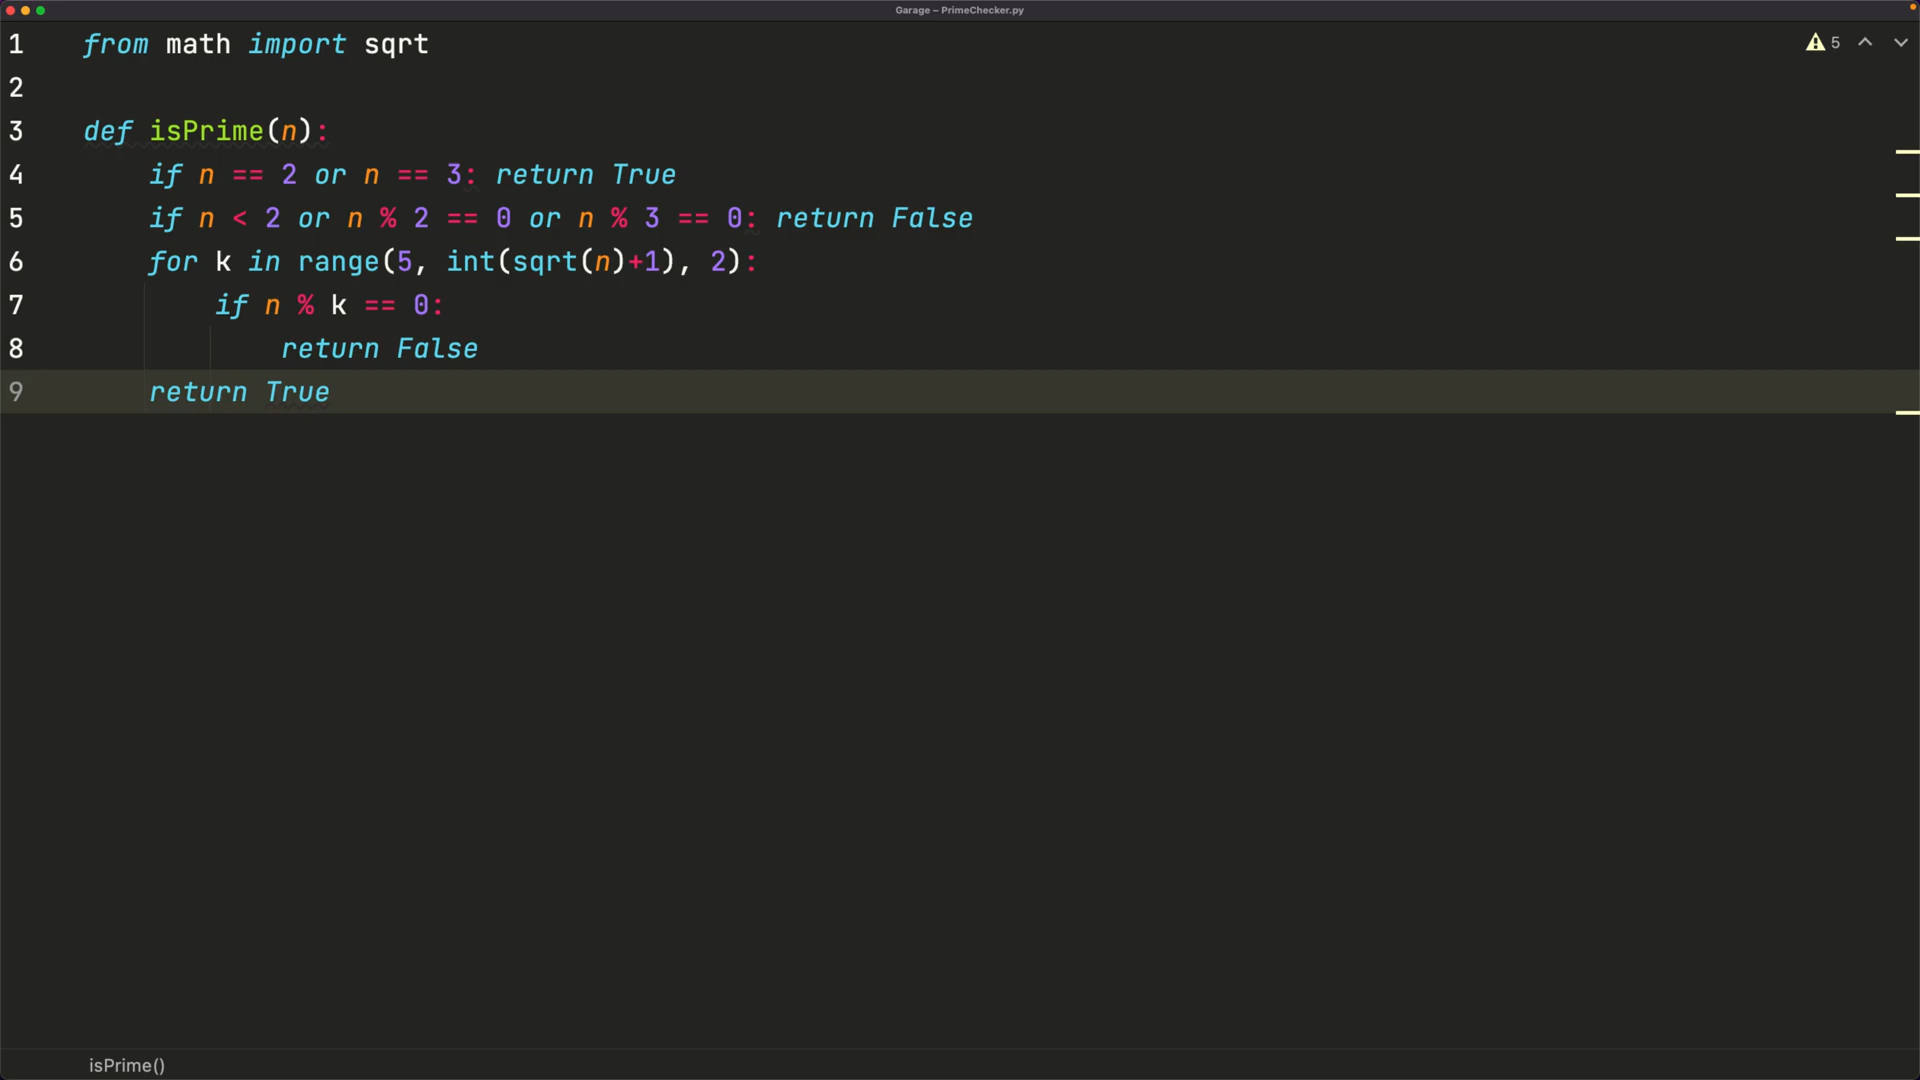 Garage – PrimeChecker.py
1 from math import sqrt
5
2
3 def isPrime(n):
4 if n == 2 or n == 3: return True
5 if n < 2 or n % 2 == 0 or n % 3 == 0: return False
6 for k in range(5, int(sqrt(n)+1), 2):
7 if n % k == 0:
8 return False
9 return True
isPrime()